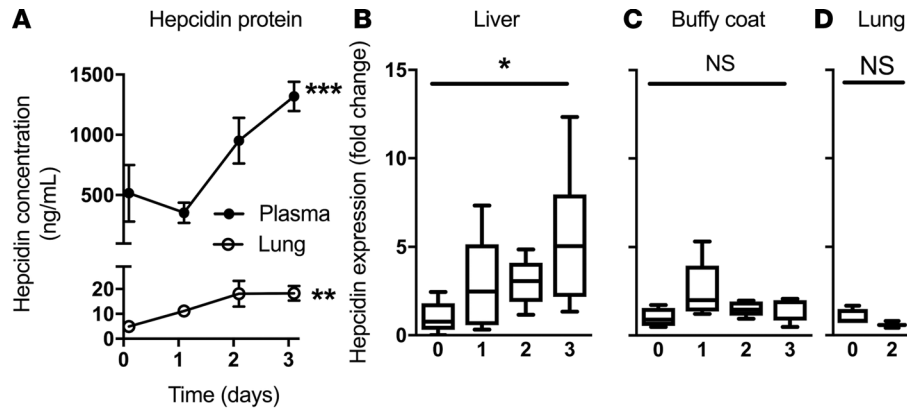 A Hepcidin protein
Hepcidin concentration
(ng/mL)
1500
1000
500
20
10
0
Plasma
Lung
***
**
0 1 2 3
Time (days)
B Liver
Hepcidin expression (fold change)
15
10
5
0
*
0 1 2 3
C Buffy coat
NS
0 1 2 3
D Lung
NS
0 2